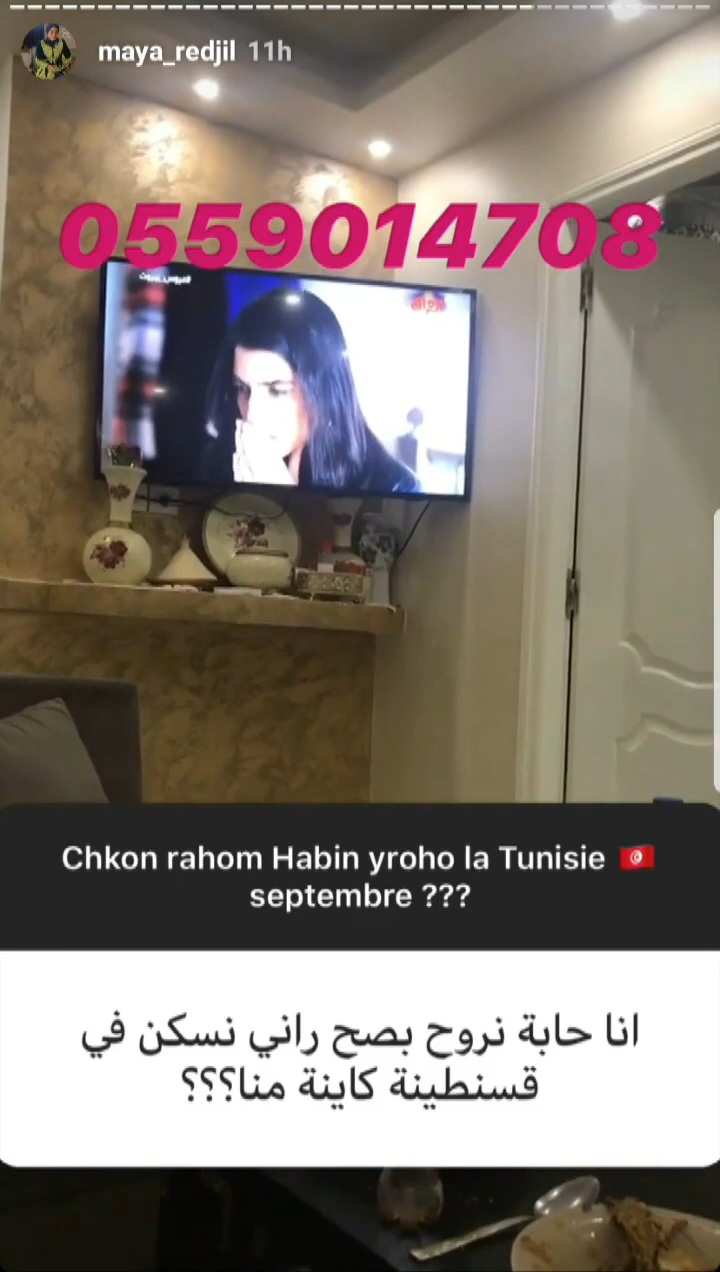 maya_redjil 11h
0559014708
Chkon rahom Habin yroho la Tunisie 🇹🇳
septembre ???
انا حابة نروح بصح راني نسكن في
قسنطينة كاينة منا؟؟؟